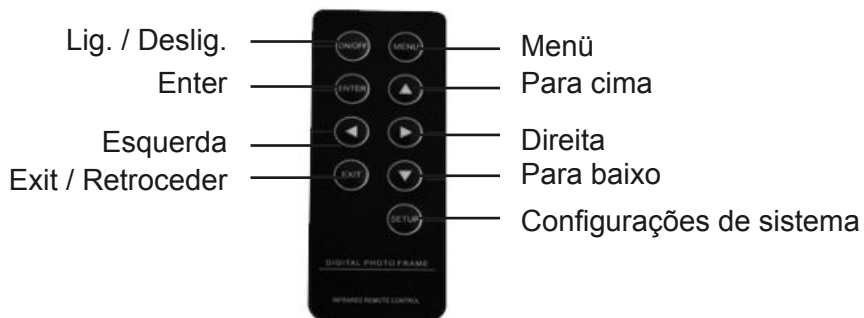 Lig. / Deslig.
Enter
Esquerda
Exit / Retroceder
ON/OFF
MENU
ENTER
EXIT
SETUP
DIGITAL PHOTO FRAME
INFRARED REMOTE CONTROL
Menü
Para cima
Direita
Para baixo
Configurações de sistema